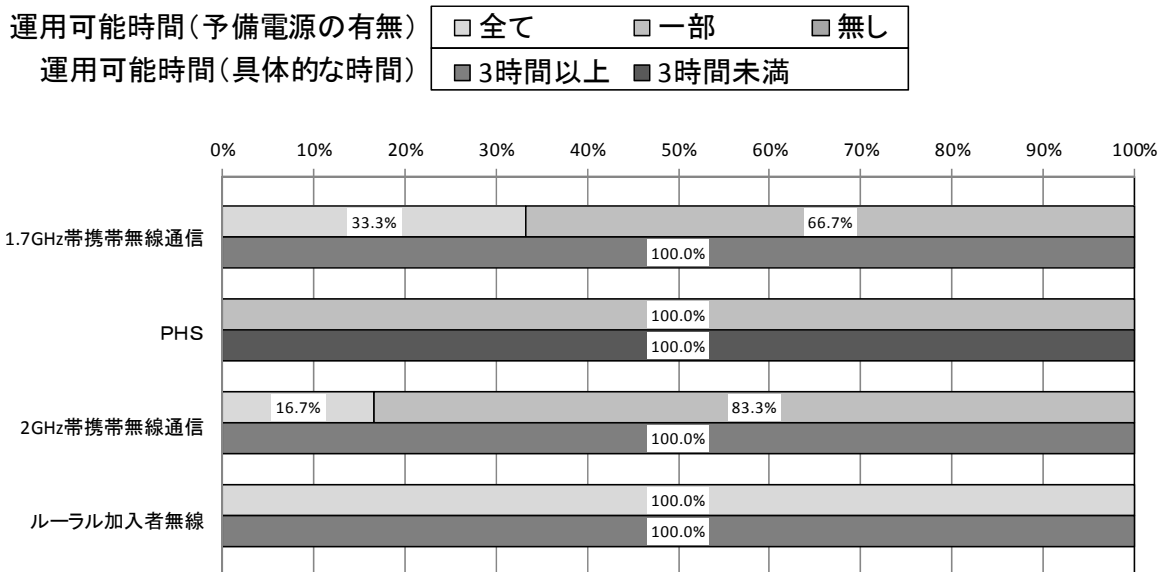 運用可能時間(予備電源の有無) 全て 一部 無し
運用可能時間(具体的な時間) 3時間以上 3時間未満
0% 10% 20% 30% 40% 50% 60% 70% 80% 90% 100%
33.3% 66.7%
1.7GHz帯携帯無線通信
100.0%
100.0%
PHS
100.0%
16.7% 83.3%
2GHz帯携帯無線通信
100.0%
100.0%
ルーラル加入者無線
100.0%